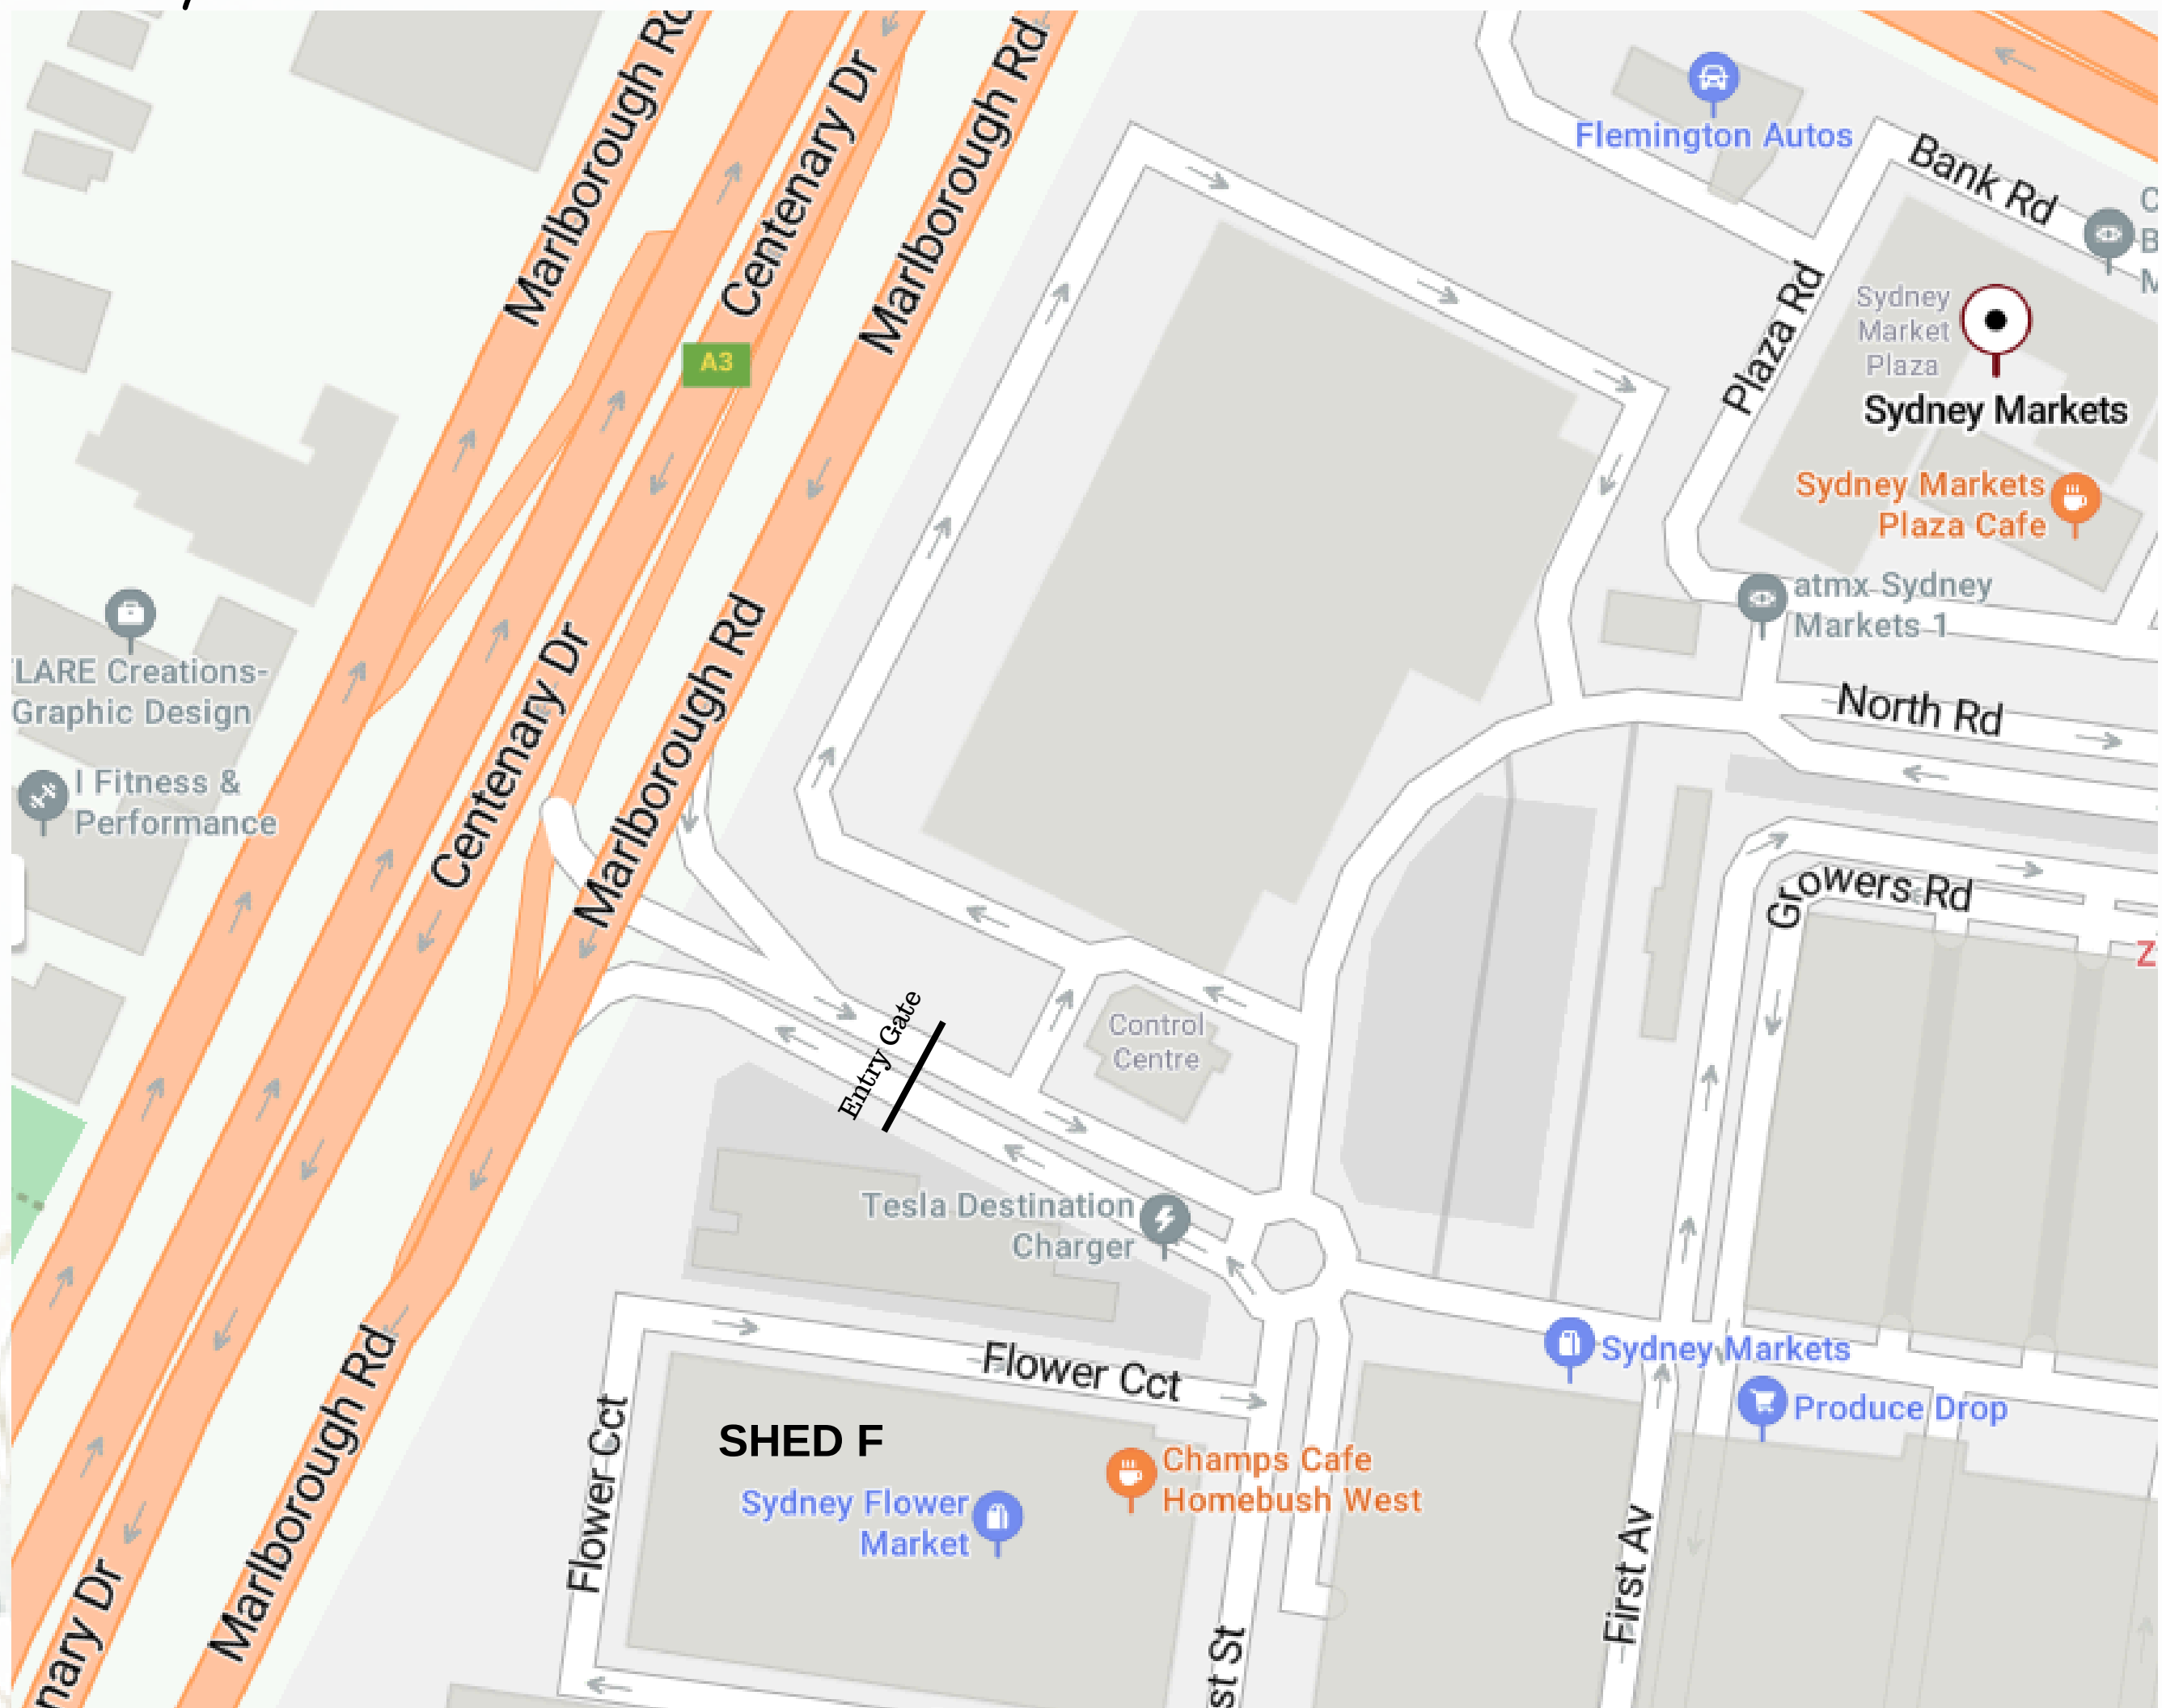 Marlborough Rd
Centenary Dr
Marlborough Rd
Flemington Autos
Bank Rd
Sydney
Market
Plaza
Plaza Rd
Sydney Markets
A3
Sydney Markets
Plaza Cafe
atmx Sydney
Markets 1
LARE Creations-
Graphic Design
Centenary Dr
Marlborough Rd
North Rd
I Fitness &
Performance
Growers Rd
Z
Entry Gate
Control
Centre
Tesla Destination
Charger
Flower Cct
Sydney Markets
Produce Drop
Marlborough Rd
Flower Cct
SHED F
Champs Cafe
Homebush West
Sydney Flower
Market
First Av
nary Dr
st St